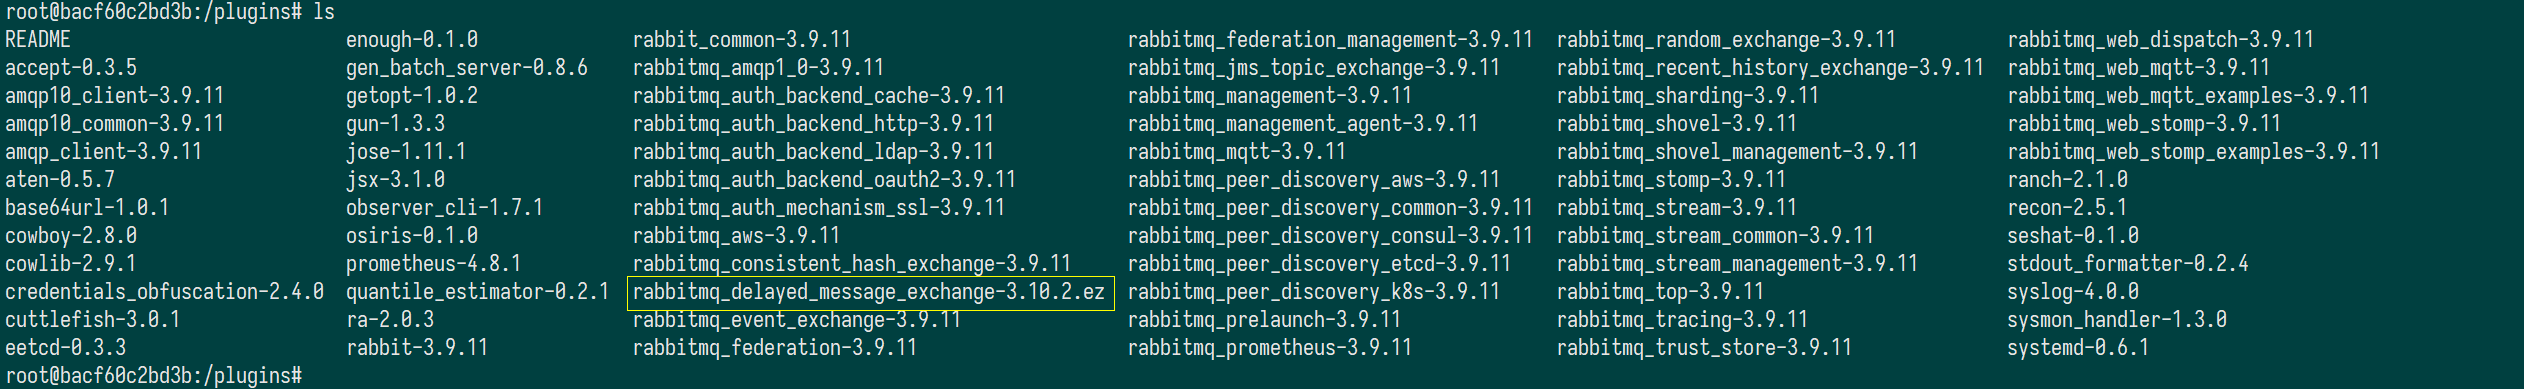 root@bacf60c2bd3b:/plugins# ls
README enough-0.1.0 rabbit_common-3.9.11 rabbitmq_federation_management-3.9.11 rabbitmq_random_exchange-3.9.11 rabbitmq_web_dispatch-3.9.11
accept-0.3.5 gen_batch_server-0.8.6 rabbitmq_amqp1_0-3.9.11 rabbitmq_jms_topic_exchange-3.9.11 rabbitmq_recent_history_exchange-3.9.11 rabbitmq_web_mqtt-3.9.11
amqp10_client-3.9.11 getopt-1.0.2 rabbitmq_auth_backend_cache-3.9.11 rabbitmq_management-3.9.11 rabbitmq_sharding-3.9.11 rabbitmq_web_mqtt_examples-3.9.11
amqp10_common-3.9.11 gun-1.3.3 rabbitmq_auth_backend_http-3.9.11 rabbitmq_management_agent-3.9.11 rabbitmq_shovel-3.9.11 rabbitmq_web_stomp-3.9.11
amqp_client-3.9.11 jose-1.11.1 rabbitmq_auth_backend_ldap-3.9.11 rabbitmq_mqtt-3.9.11 rabbitmq_shovel_management-3.9.11 rabbitmq_web_stomp_examples-3.9.11
aten-0.5.7 jsx-3.1.0 rabbitmq_auth_backend_oauth2-3.9.11 rabbitmq_peer_discovery_aws-3.9.11 rabbitmq_stomp-3.9.11 ranch-2.1.0
base64url-1.0.1 observer_cli-1.7.1 rabbitmq_auth_mechanism_ssl-3.9.11 rabbitmq_peer_discovery_common-3.9.11 rabbitmq_stream-3.9.11 recon-2.5.1
cowboy-2.8.0 osiris-0.1.0 rabbitmq_aws-3.9.11 rabbitmq_peer_discovery_consul-3.9.11 rabbitmq_stream_common-3.9.11 seshat-0.1.0
cowlib-2.9.1 prometheus-4.8.1 rabbitmq_consistent_hash_exchange-3.9.11 rabbitmq_peer_discovery_etcd-3.9.11 rabbitmq_stream_management-3.9.11 stdout_formatter-0.2.4
credentials_obfuscation-2.4.0 quantile_estimator-0.2.1 rabbitmq_delayed_message_exchange-3.10.2.ez rabbitmq_peer_discovery_k8s-3.9.11 rabbitmq_top-3.9.11 syslog-4.0.0
cuttlefish-3.0.1 ra-2.0.3 rabbitmq_event_exchange-3.9.11 rabbitmq_prelaunch-3.9.11 rabbitmq_tracing-3.9.11 sysmon_handler-1.3.0
eetcd-0.3.3 rabbit-3.9.11 rabbitmq_federation-3.9.11 rabbitmq_prometheus-3.9.11 rabbitmq_trust_store-3.9.11 systemd-0.6.1
root@bacf60c2bd3b:/plugins#